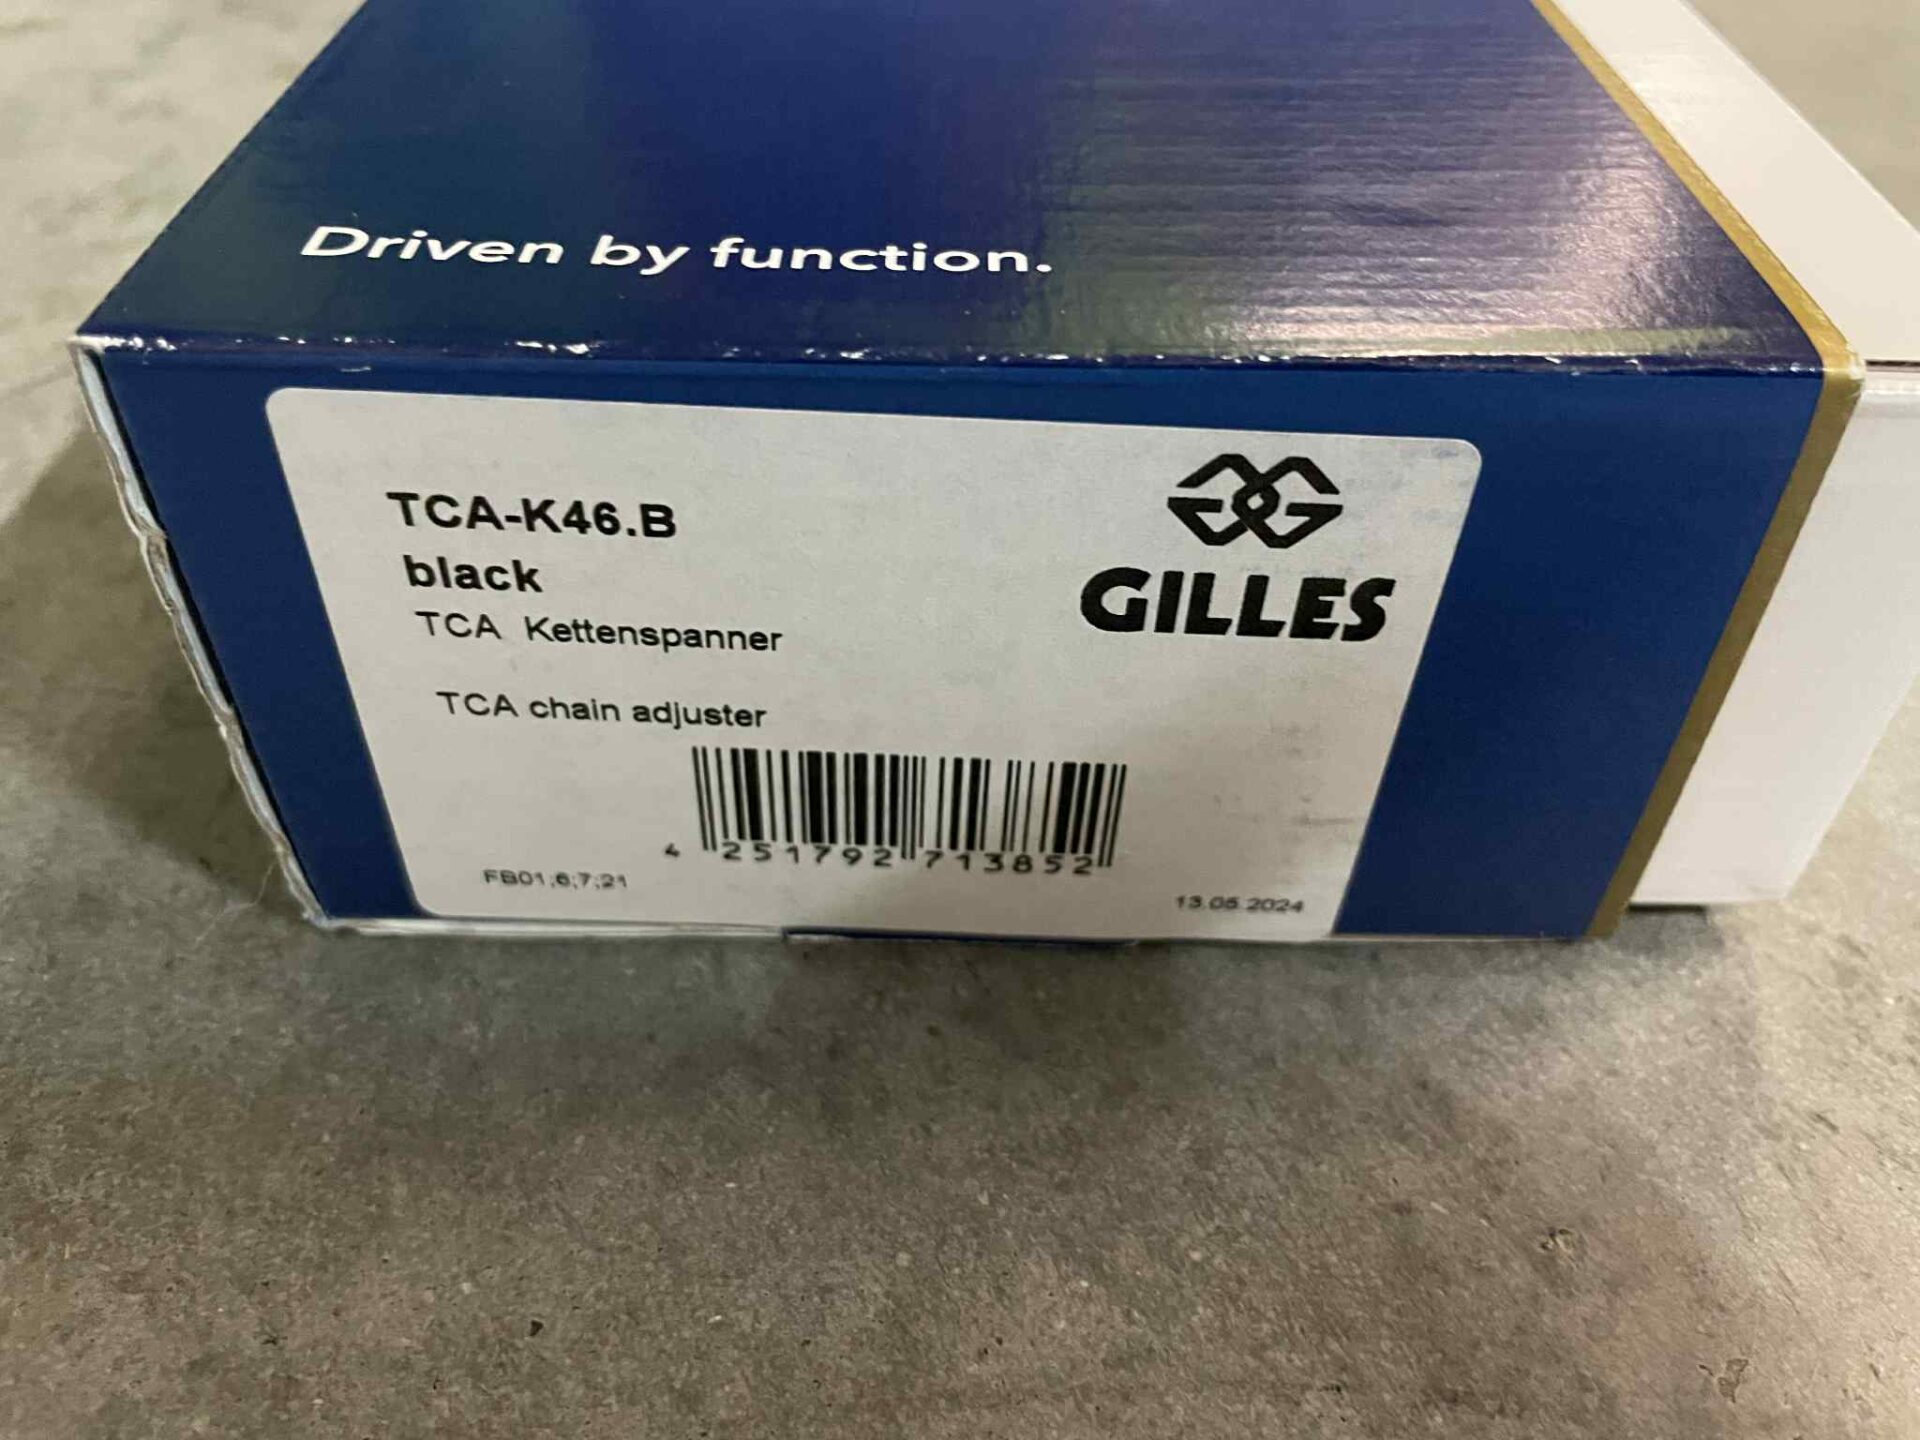 Driven by function.
TCA-K46.B
black
TCA Kettenspanner
TCA chain adjuster
GILLES
4 251792 713852
FB01;6;7;21
13.05.2024